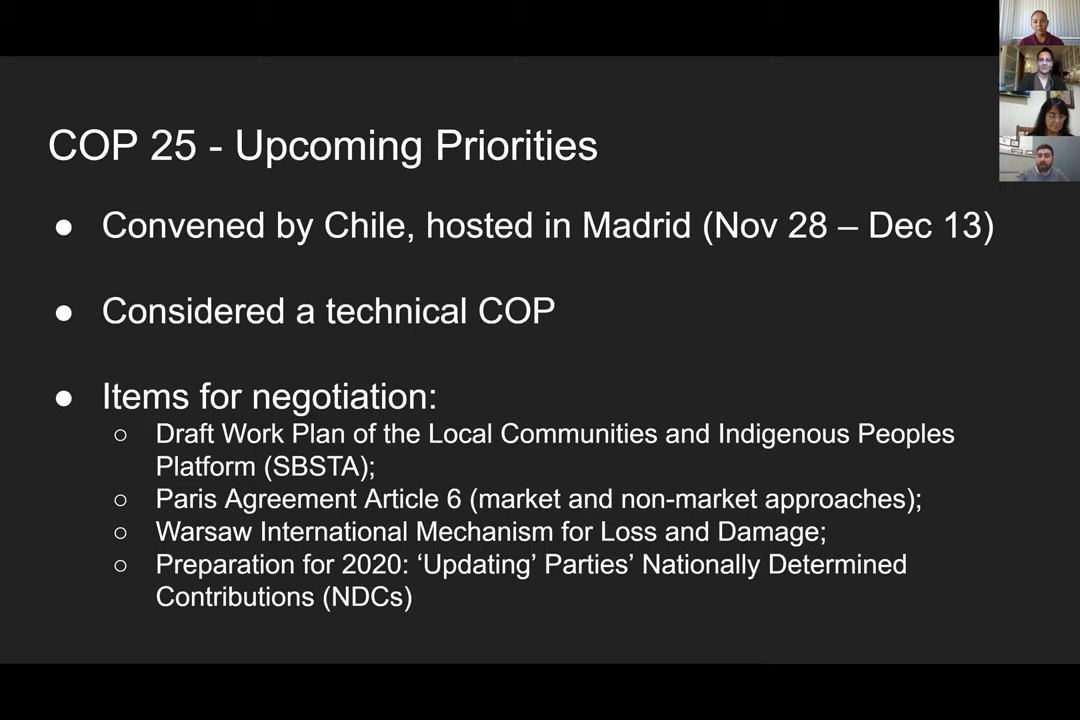 COP 25 - Upcoming Priorities
● Convened by Chile, hosted in Madrid (Nov 28 – Dec 13)
● Considered a technical COP
● Items for negotiation:
○ Draft Work Plan of the Local Communities and Indigenous Peoples
Platform (SBSTA);
○ Paris Agreement Article 6 (market and non-market approaches);
○ Warsaw International Mechanism for Loss and Damage;
○ Preparation for 2020: ‘Updating’ Parties’ Nationally Determined
Contributions (NDCs)